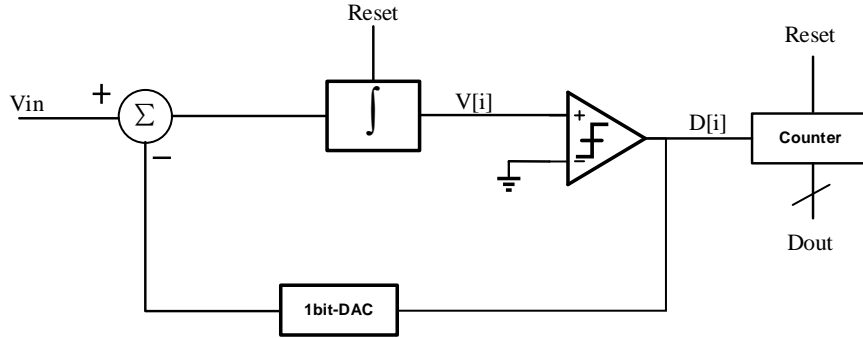 Reset
Reset
Vin
+
Σ
−
∫
V[i]
+
−
D[i]
Counter
Dout
1bit-DAC